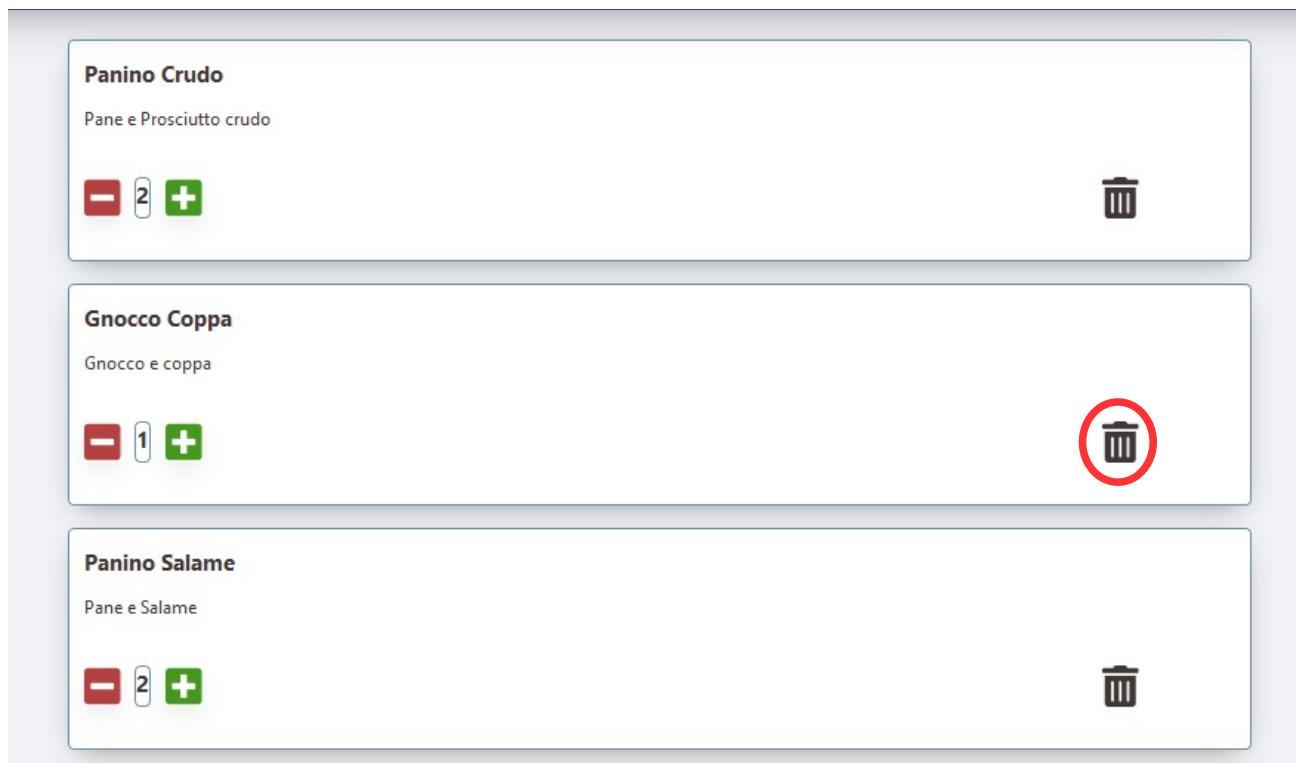 Panino Crudo
Pane e Prosciutto crudo
2
Gnocco Coppa
Gnocco e coppa
1
Panino Salame
Pane e Salame
2